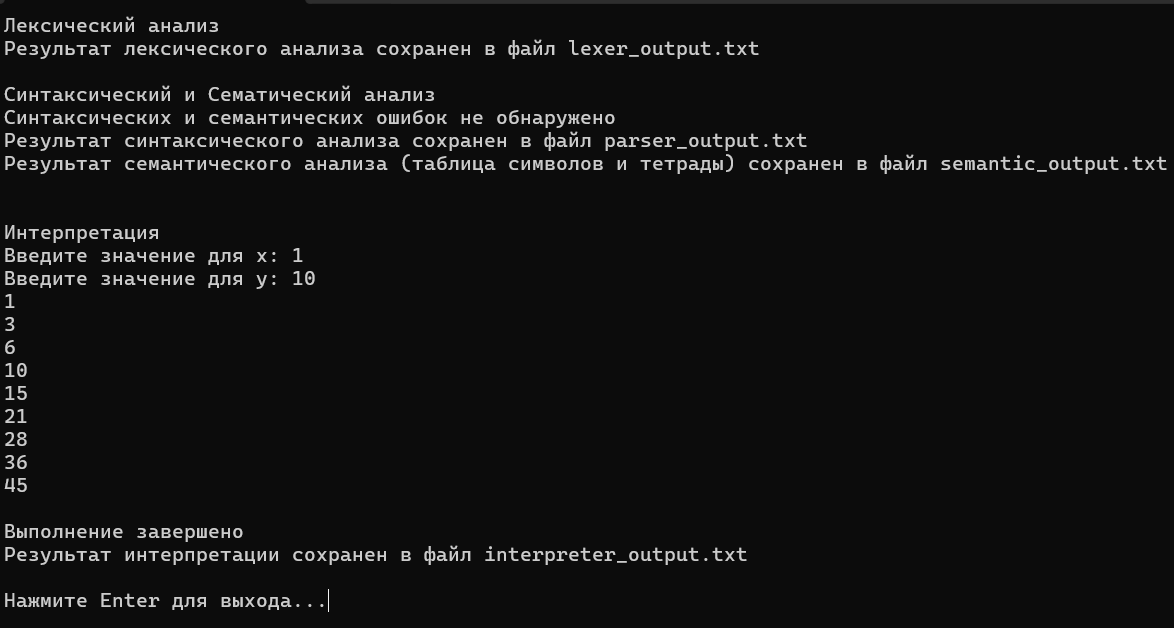 Лексический анализ
Результат лексического анализа сохранен в файл lexer_output.txt
Синтаксический и Сематический анализ
Синтаксических и семантических ошибок не обнаружено
Результат синтаксического анализа сохранен в файл parser_output.txt
Результат семантического анализа (таблица символов и тетрады) сохранен в файл semantic_output.txt
Интерпретация
Введите значение для x: 1
Введите значение для y: 10
1
3
6
10
15
21
28
36
45
Выполнение завершено
Результат интерпретации сохранен в файл interpreter_output.txt
Нажмите Enter для выхода...